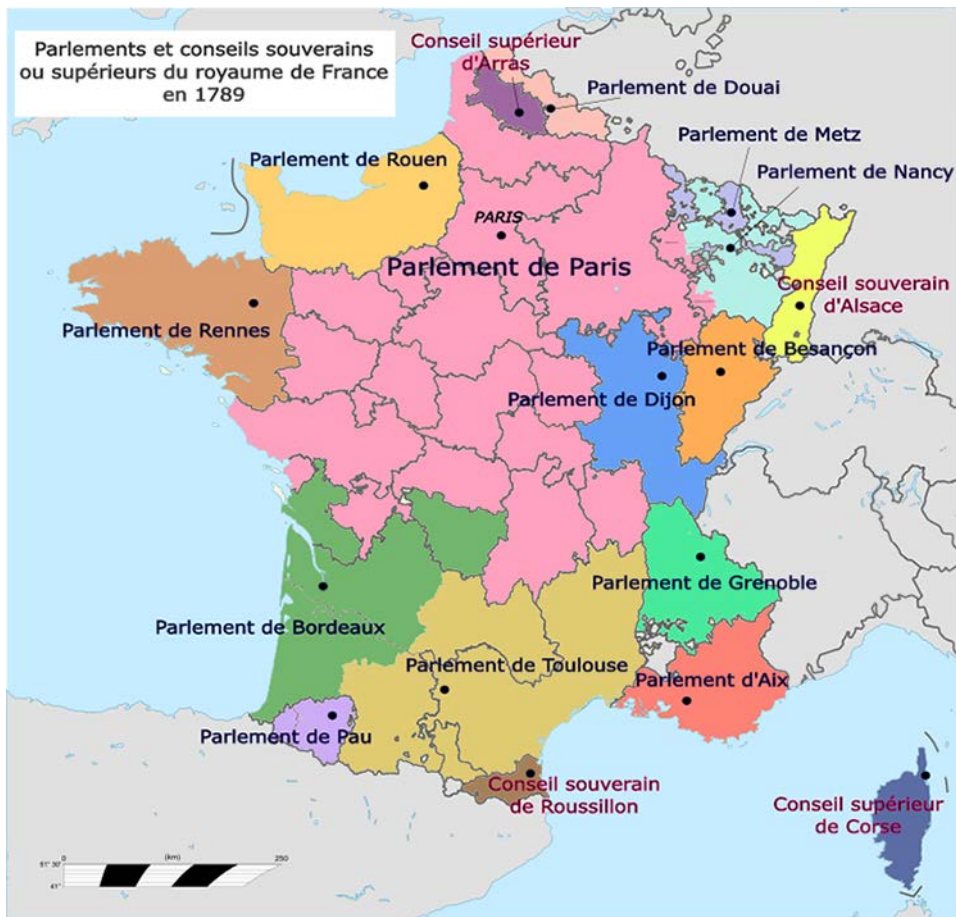 Parlements et conseils souverains
ou supérieurs du royaume de France
en 1789
Conseil supérieur
d'Arras
Parlement de Douai
Parlement de Metz
Parlement de Nancy
Parlement de Rouen
PARIS
Parlement de Paris
Conseil souverain
d'Alsace
Parlement de Rennes
Parlement de Besançon
Parlement de Dijon
Parlement de Grenoble
Parlement de Bordeaux
Parlement de Toulouse
Parlement d'Aix
Parlement de Pau
Conseil souverain
de Roussillon
Conseil supérieur
de Corse
0 (km) 250
51° 30'
41°